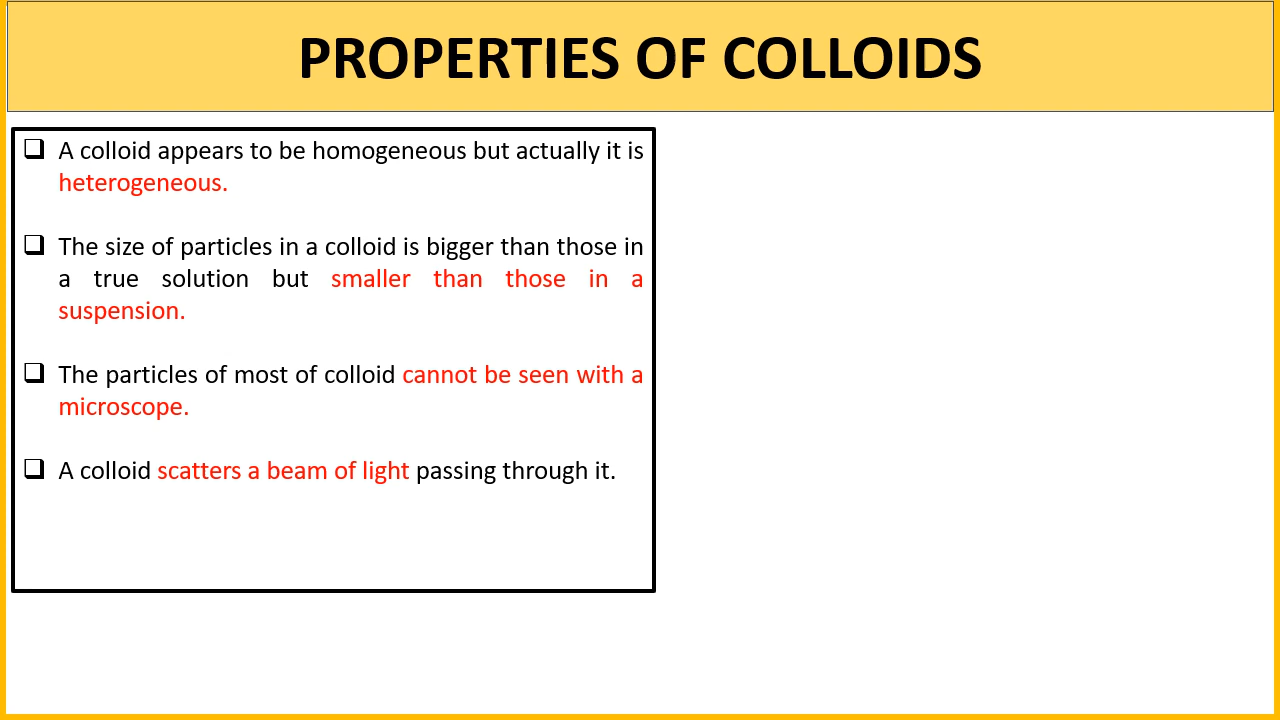 PROPERTIES OF COLLOIDS
❑ A colloid appears to be homogeneous but actually it is
heterogeneous.
❑ The size of particles in a colloid is bigger than those in
a true solution but smaller than those in a
suspension.
❑ The particles of most of colloid cannot be seen with a
microscope.
❑ A colloid scatters a beam of light passing through it.